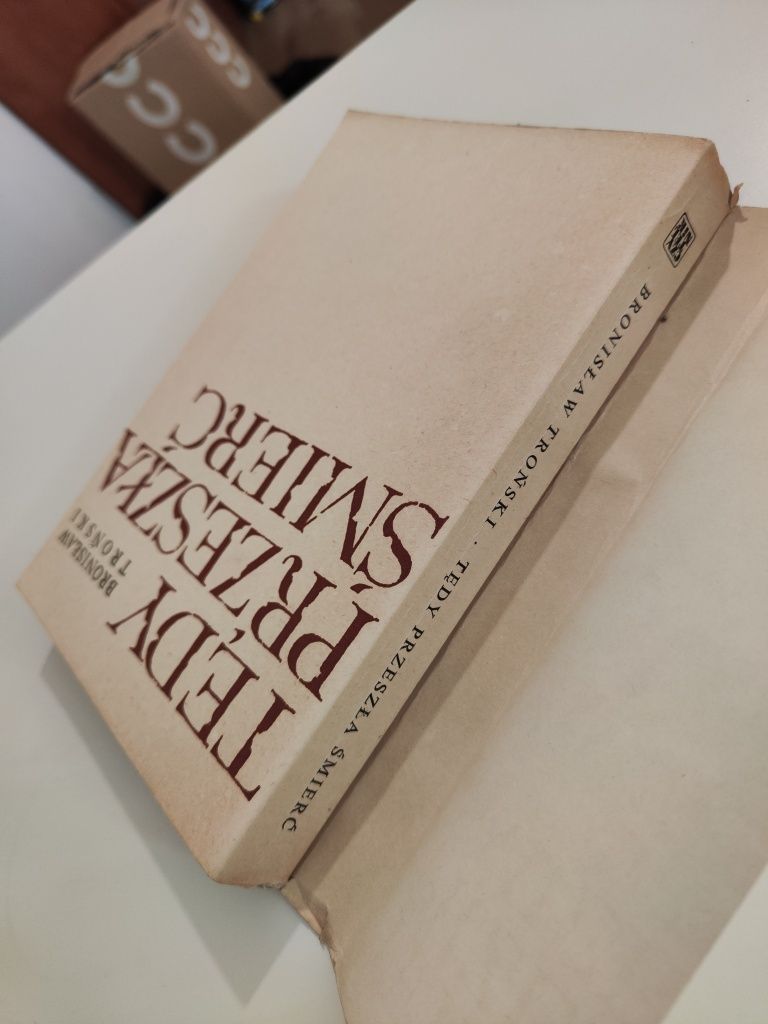 BRONISŁAW
TROŃSKI
TĘDY
PRZESZŁA
ŚMIERĆ
BRONISŁAW TROŃSKI · TĘDY PRZESZŁA ŚMIERĆ